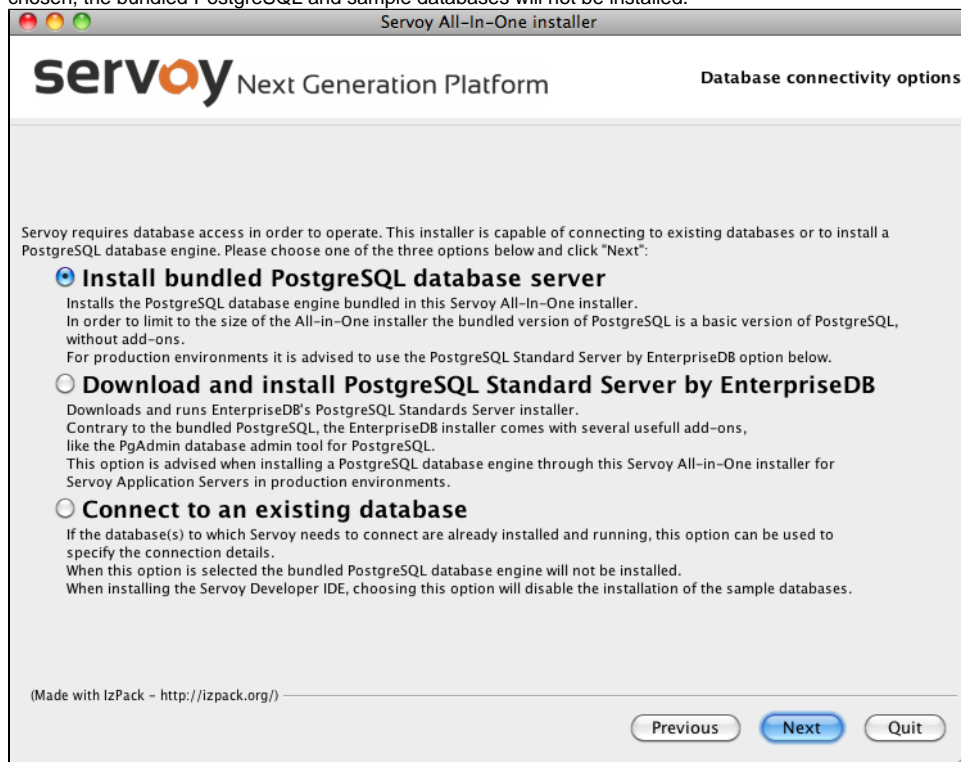 chosen, the bundled PostgreSQL and sample databases will not be installed.
Servoy All-In-One installer
servoy Next Generation Platform
Database connectivity options
Servoy requires database access in order to operate. This installer is capable of connecting to existing databases or to install a
PostgreSQL database engine. Please choose one of the three options below and click "Next":
Install bundled PostgreSQL database server
Installs the PostgreSQL database engine bundled in this Servoy All-In-One installer.
In order to limit to the size of the All-in-One installer the bundled version of PostgreSQL is a basic version of PostgreSQL,
without add-ons.
For production environments it is advised to use the PostgreSQL Standard Server by EnterpriseDB option below.
Download and install PostgreSQL Standard Server by EnterpriseDB
Downloads and runs EnterpriseDB's PostgreSQL Standards Server installer.
Contrary to the bundled PostgreSQL, the EnterpriseDB installer comes with several usefull add-ons,
like the PgAdmin database admin tool for PostgreSQL.
This option is advised when installing a PostgreSQL database engine through this Servoy All-in-One installer for
Servoy Application Servers in production environments.
Connect to an existing database
If the database(s) to which Servoy needs to connect are already installed and running, this option can be used to
specify the connection details.
When this option is selected the bundled PostgreSQL database engine will not be installed.
When installing the Servoy Developer IDE, choosing this option will disable the installation of the sample databases.
(Made with IzPack - http://izpack.org/)
Previous
Next
Quit